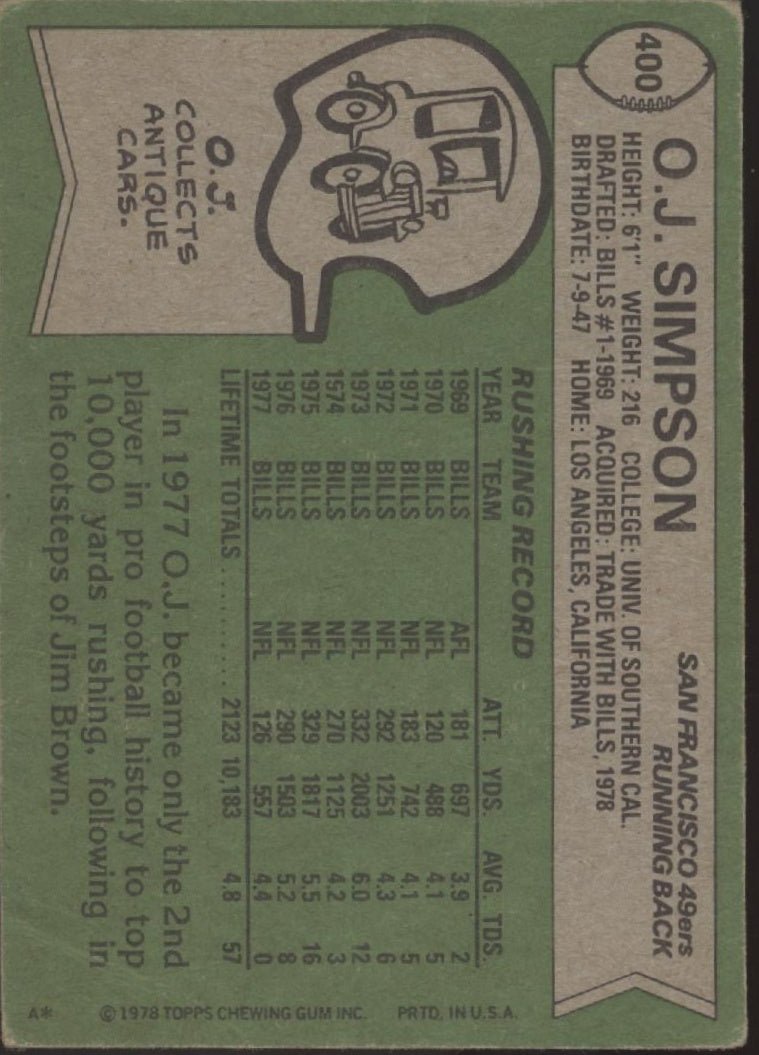 400
O.J. SIMPSON
SAN FRANCISCO 49ers
RUNNING BACK
HEIGHT: 6'1" WEIGHT: 216 COLLEGE: UNIV. OF SOUTHERN CAL.
DRAFTED: BILLS #1-1969 ACQUIRED: TRADE WITH BILLS, 1978
BIRTHDATE: 7-9-47 HOME: LOS ANGELES, CALIFORNIA
O.J.
COLLECTS
ANTIQUE
CARS.
RUSHING RECORD
YEAR TEAM ATT. YDS. AVG. TDS.
1969 BILLS AFL 181 697 3.9 2
1970 BILLS NFL 120 488 4.1 5
1971 BILLS NFL 183 742 4.1 5
1972 BILLS NFL 292 1251 4.3 6
1973 BILLS NFL 332 2003 6.0 12
1974 BILLS NFL 270 1125 4.2 3
1975 BILLS NFL 329 1817 5.5 16
1976 BILLS NFL 290 1503 5.2 8
1977 BILLS NFL 126 557 4.4 0
LIFETIME TOTALS .......... 2123 10,183 4.8 57
In 1977 O.J. became only the 2nd
player in pro football history to top
10,000 yards rushing, following in
the footsteps of Jim Brown.
A* © 1978 TOPPS CHEWING GUM INC. PRTD. IN U.S.A.